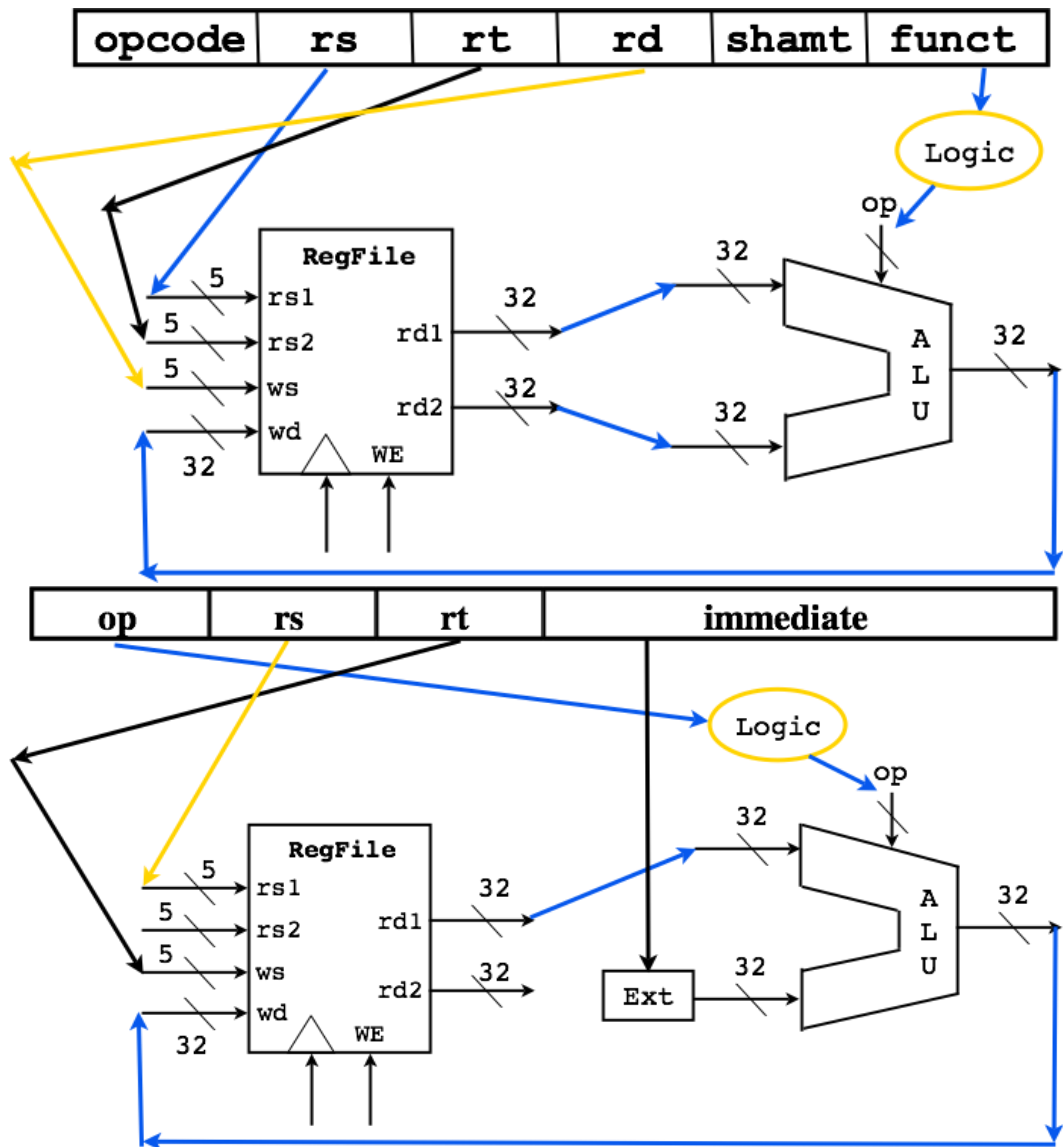 opcode rs rt rd shamt funct
Logic
op
RegFile
32
5
rs1
32
5
rs2
rd1
A
L
U
32
5
ws
32
rd2
32
wd
WE
32
op rs rt immediate
Logic
op
RegFile
32
5
rs1
32
A
L
U
32
5
rs2
rd1
5
ws
32
rd2
32
Ext
wd
WE
32